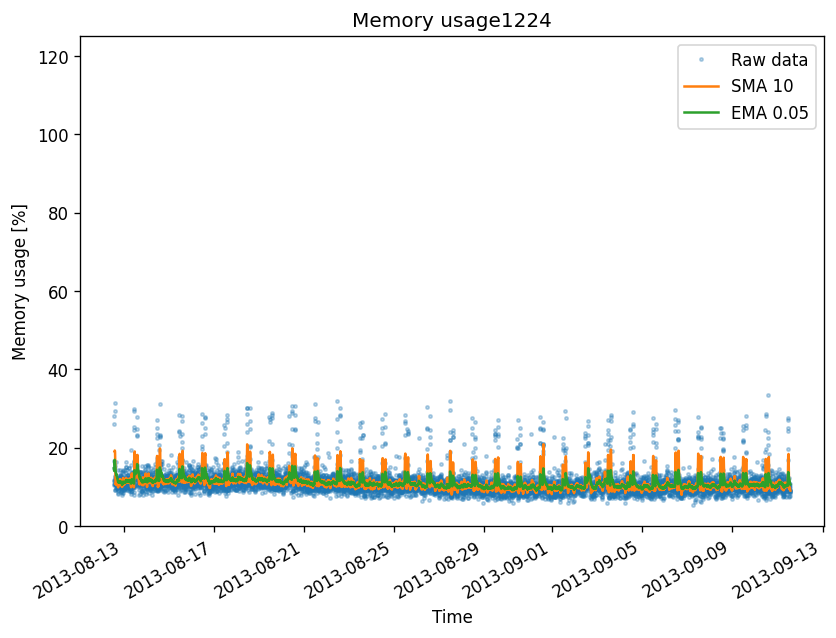 Memory usage1224
Raw data
SMA 10
EMA 0.05
Memory usage [%]
120
100
80
60
40
20
0
2013-08-13
2013-08-17
2013-08-21
2013-08-25
2013-08-29
2013-09-01
2013-09-05
2013-09-09
2013-09-13
Time